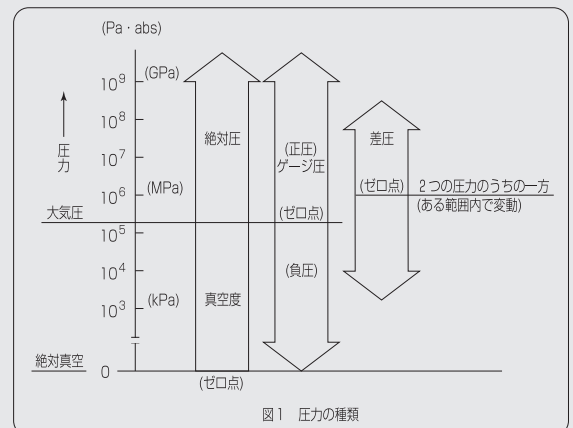 (Pa・abs)
10⁹ (GPa)
10⁸
圧力
絶対圧
(正圧)
ゲージ圧
差圧
10⁷
10⁶ (MPa)
(ゼロ点)
2つの圧力のうちの一方
(ある範囲内で変動)
大気圧
(ゼロ点)
10⁵
10⁴
(負圧)
10³ (kPa)
真空度
絶対真空
0
(ゼロ点)
図1 圧力の種類